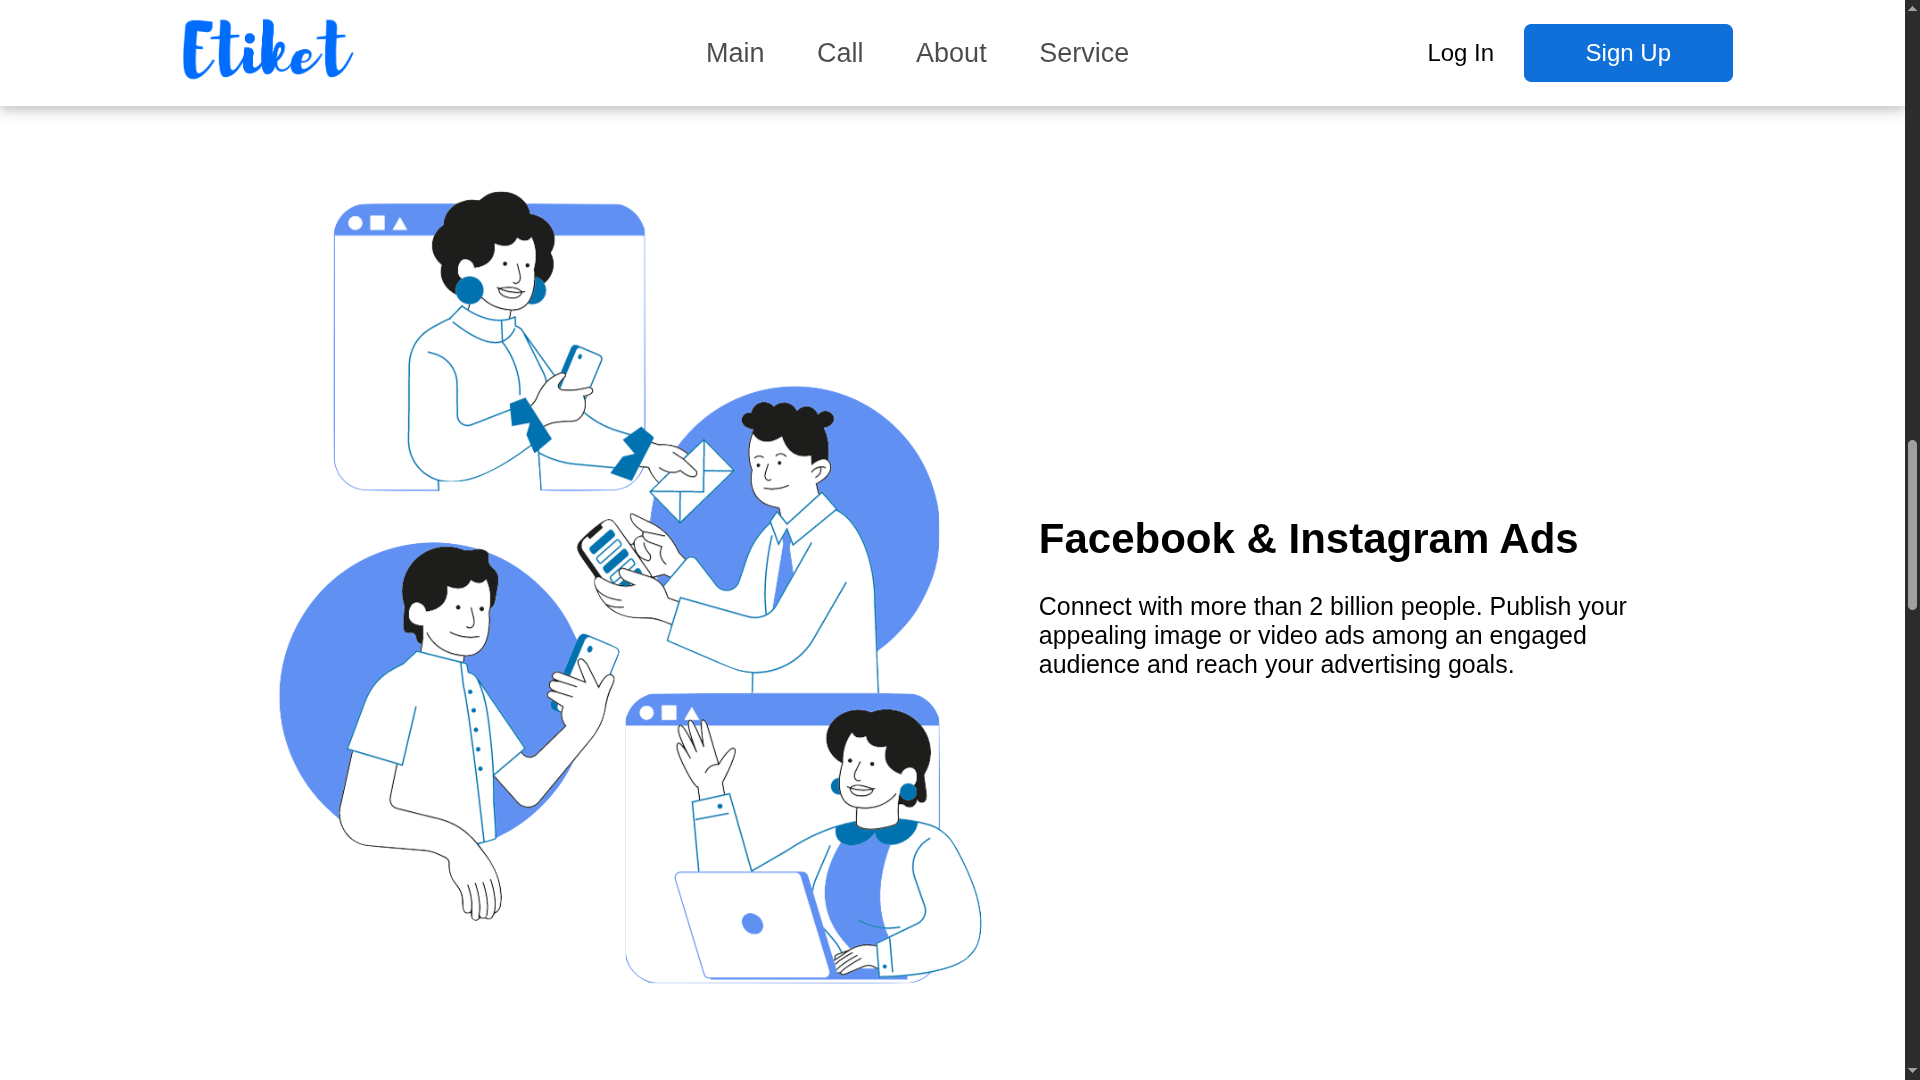 Etiket
Main
Call
About
Service
Log In
Sign Up
Facebook & Instagram Ads
Connect with more than 2 billion people. Publish your
appealing image or video ads among an engaged
audience and reach your advertising goals.